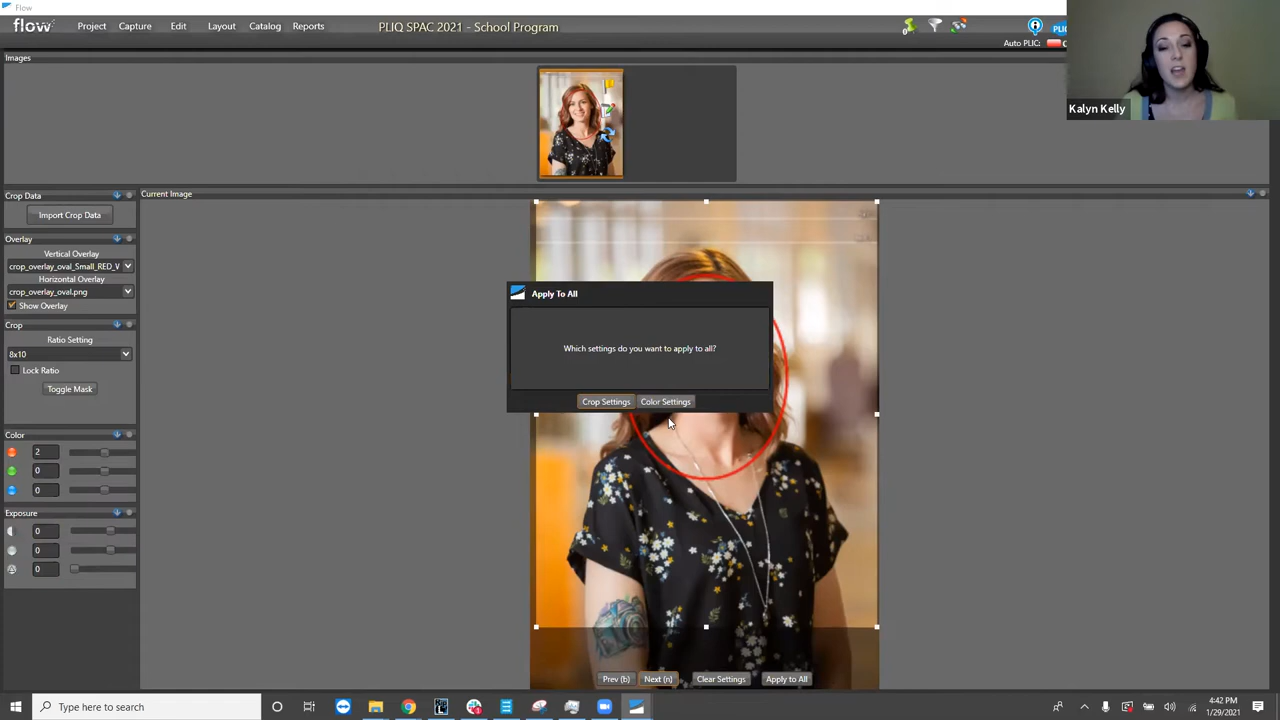 Flow
flow
Project
Capture
Edit
Layout
Catalog
Reports
PLIQ SPAC 2021 - School Program
0
PLIC
Auto PLIC:
Kalyn Kelly
Images
Crop Data
Current Image
Import Crop Data
Overlay
Vertical Overlay
crop_overlay_oval_Small_RED_V
Horizontal Overlay
crop_overlay_oval.png
Show Overlay
Crop
Ratio Setting
8x10
Lock Ratio
Toggle Mask
Color
2
0
0
Exposure
0
0
0
Apply To All
Which settings do you want to apply to all?
Crop Settings
Color Settings
Prev (b)
Next (n)
Clear Settings
Apply to All
Type here to search
4:42 PM
1/29/2021